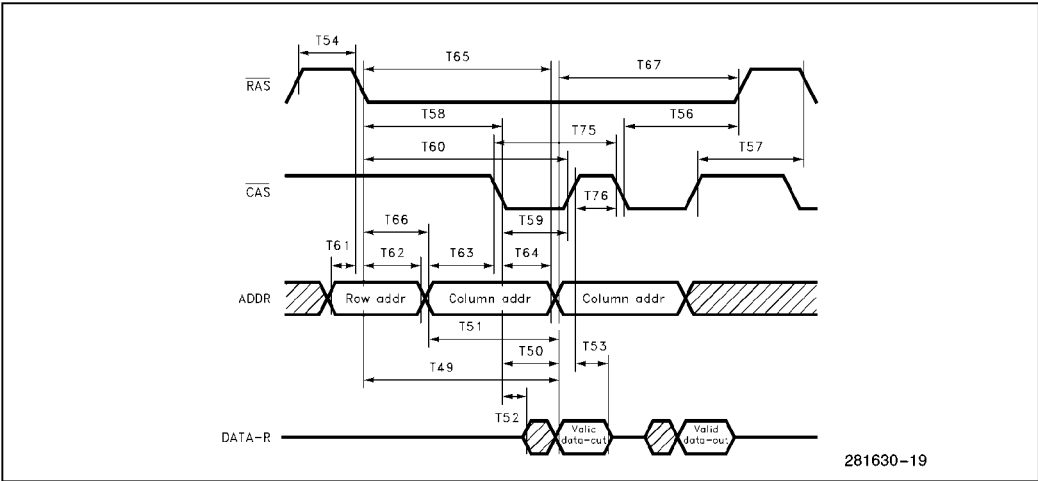 T54
T65
T67
RAS
T58
T75
T56
T60
T57
CAS
T76
T66
T59
T61
T62
T63
T64
ADDR
Row addr
Column addr
Column addr
T51
T50
T53
T49
T52
DATA-R
Valid
data-out
Valid
data-out
281630-19